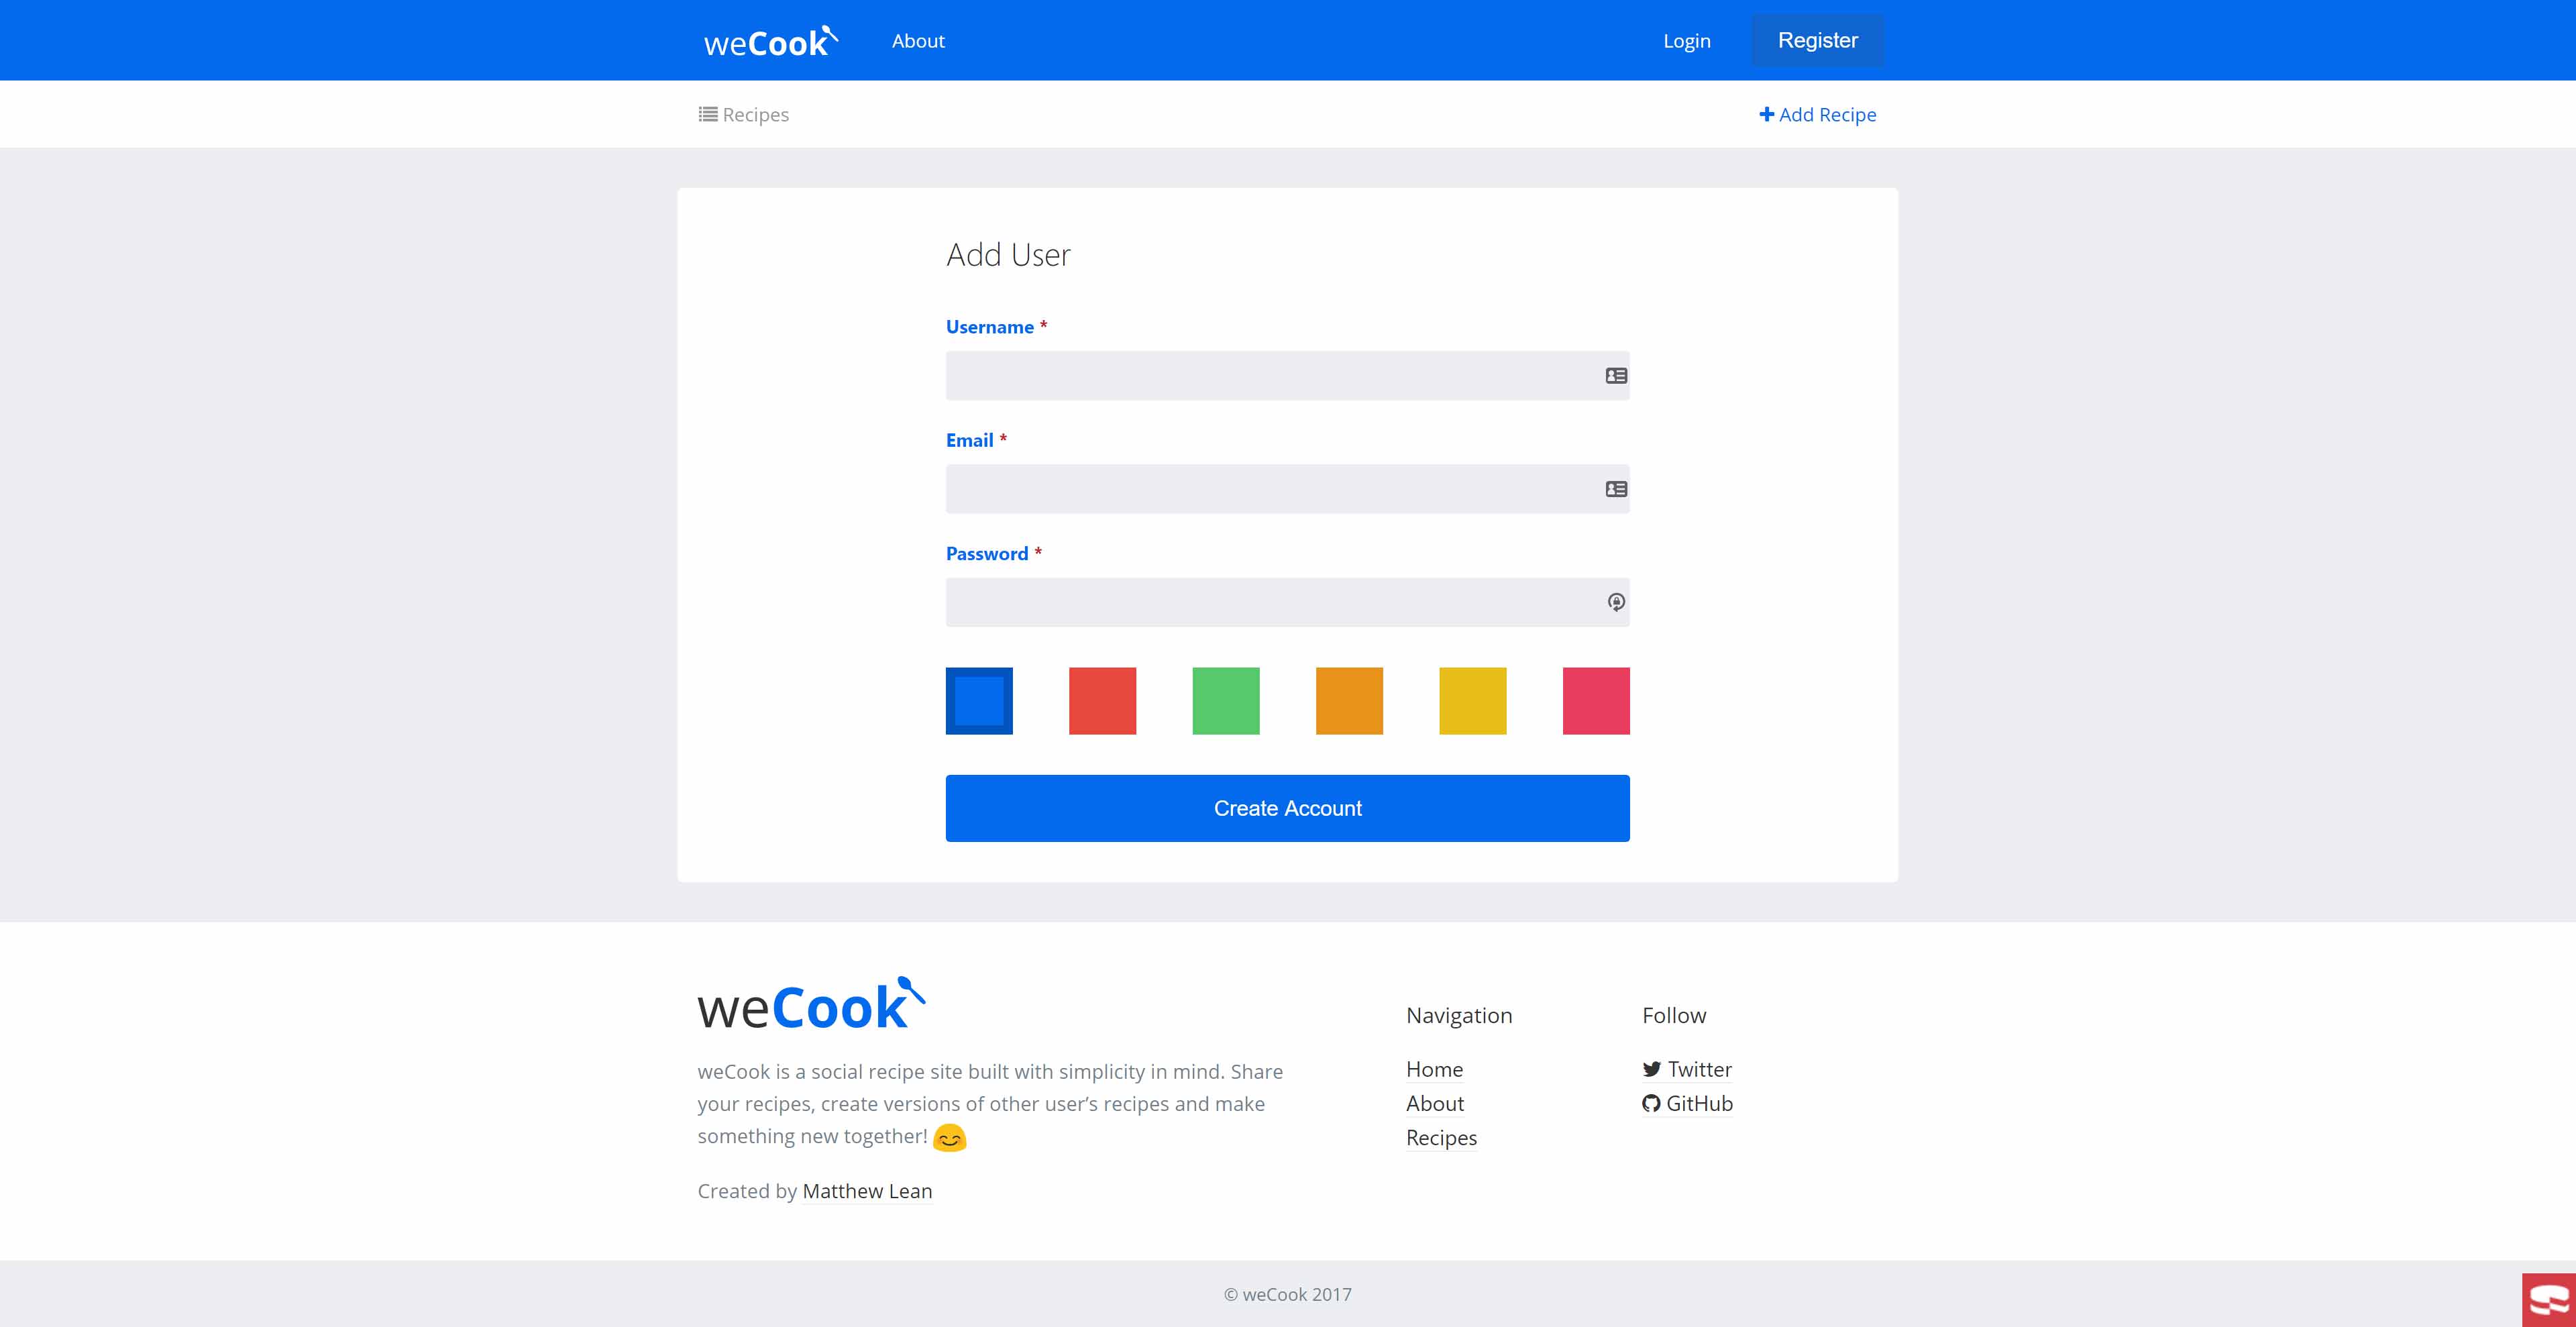 weCook
About
Login
Register
Recipes
Add Recipe
Add User
Username *
Email *
Password *
Create Account
weCook
weCook is a social recipe site built with simplicity in mind. Share
your recipes, create versions of other user’s recipes and make
something new together!
Created by Matthew Lean
Navigation
Home
About
Recipes
Follow
Twitter
GitHub
© weCook 2017